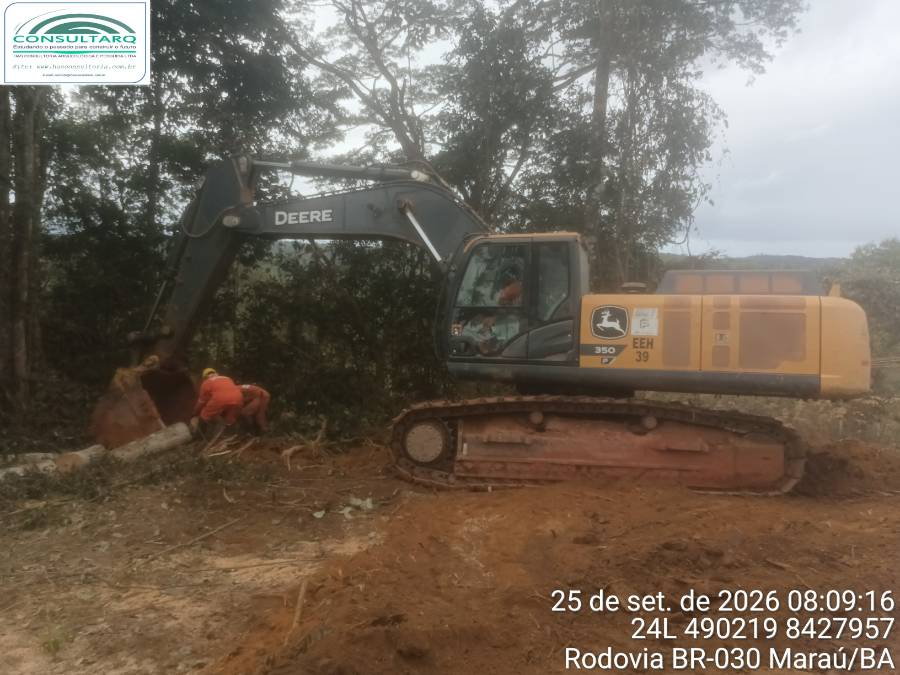 CONSULTARQ
Estudando o passado para construir o futuro
DEERE
350
EEH
39
25 de set. de 2026 08:09:16
24L 490219 8427957
Rodovia BR-030 Maraú/BA